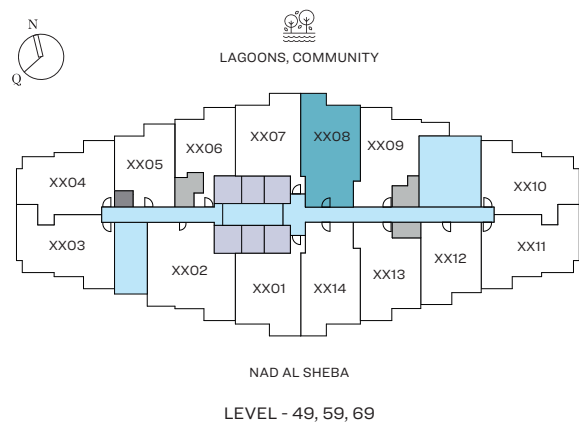 N
Q
LAGOONS, COMMUNITY
XX07
XX08
XX06
XX09
XX05
XX04
XX10
XX03
XX11
XX02
XX12
XX13
XX01
XX14
NAD AL SHEBA
LEVEL - 49, 59, 69